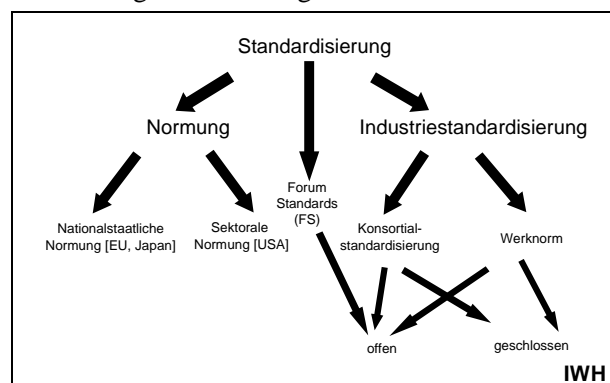 Standardisierung
Normung
Industriestandardisierung
Forum
Standards
(FS)
Nationalstaatliche
Normung [EU, Japan]
Sektorale
Normung [USA]
Konsortial-
standardisierung
Werknorm
offen
geschlossen
IWH